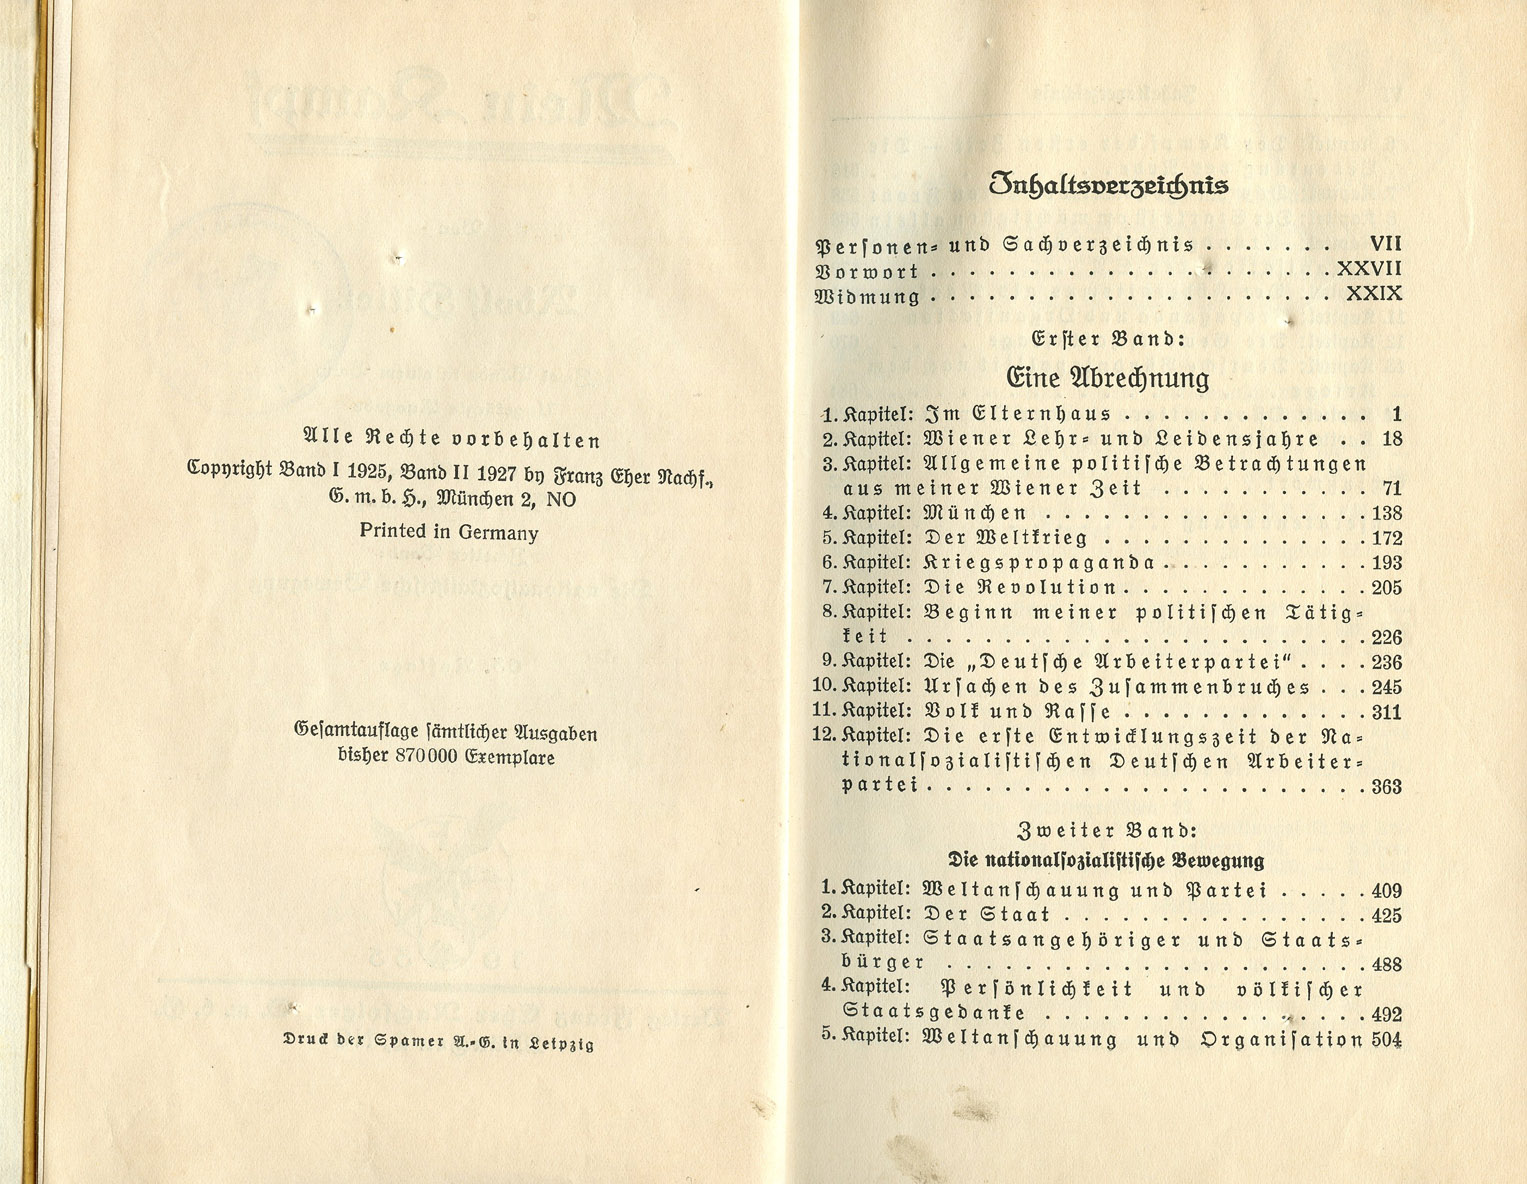 Alle Rechte vorbehalten
Copyright Band I 1925, Band II 1927 by Franz Eher Nachf.,
G. m. b. H., München 2, NO
Printed in Germany
Gesamtauflage sämtlicher Ausgaben
bisher 870000 Exemplare
Druck der Spamer A.-G. in Leipzig
Inhaltsverzeichnis
Personen- und Sachverzeichnis . . . . . . . VII
Vorwort . . . . . . . . . . . . . . . . . . . . . XXVII
Widmung . . . . . . . . . . . . . . . . . . . . . XXIX
Erster Band:
Eine Abrechnung
1. Kapitel: Im Elternhaus . . . . . . . . . . . . . 1
2. Kapitel: Wiener Lehr- und Leidensjahre . . 18
3. Kapitel: Allgemeine politische Betrachtungen
aus meiner Wiener Zeit . . . . . . . . . . . 71
4. Kapitel: München . . . . . . . . . . . . . . . . . 138
5. Kapitel: Der Weltkrieg . . . . . . . . . . . . . . 172
6. Kapitel: Kriegspropaganda . . . . . . . . . . . 193
7. Kapitel: Die Revolution . . . . . . . . . . . . . 205
8. Kapitel: Beginn meiner politischen Tätig-
keit . . . . . . . . . . . . . . . . . . . . . . . . 226
9. Kapitel: Die „Deutsche Arbeiterpartei“ . . . . 236
10. Kapitel: Ursachen des Zusammenbruches . . . 245
11. Kapitel: Volk und Rasse . . . . . . . . . . . . . 311
12. Kapitel: Die erste Entwicklungszeit der Na-
tionalsozialistischen Deutschen Arbeiter-
partei . . . . . . . . . . . . . . . . . . . . . . . 363
Zweiter Band:
Die nationalsozialistische Bewegung
1. Kapitel: Weltanschauung und Partei . . . . . 409
2. Kapitel: Der Staat . . . . . . . . . . . . . . . . 425
3. Kapitel: Staatsangehöriger und Staats-
bürger . . . . . . . . . . . . . . . . . . . . . . 488
4. Kapitel: Persönlichkeit und völkischer
Staatsgedanke . . . . . . . . . . . . . . . . . 492
5. Kapitel: Weltanschauung und Organisation 504